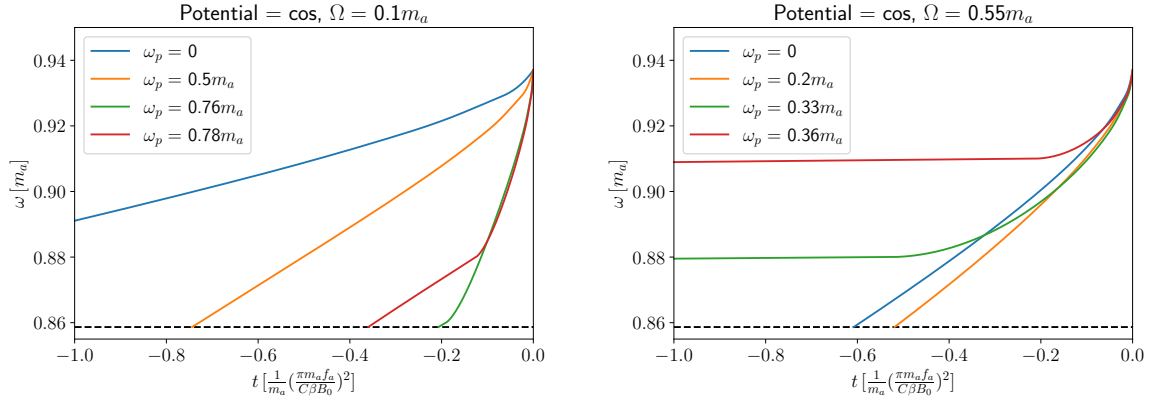 Potential = cos, Ω = 0.1m_a
ω_p = 0
ω_p = 0.5m_a
ω_p = 0.76m_a
ω_p = 0.78m_a
0.94
0.92
0.90
0.88
0.86
ω [m_a]
−1.0 −0.8 −0.6 −0.4 −0.2 0.0
t [\frac{1}{m_a}(\frac{πm_a f_a}{CβB_0})^2]
Potential = cos, Ω = 0.55m_a
ω_p = 0
ω_p = 0.2m_a
ω_p = 0.33m_a
ω_p = 0.36m_a
0.94
0.92
0.90
0.88
0.86
ω [m_a]
−1.0 −0.8 −0.6 −0.4 −0.2 0.0
t [\frac{1}{m_a}(\frac{πm_a f_a}{CβB_0})^2]